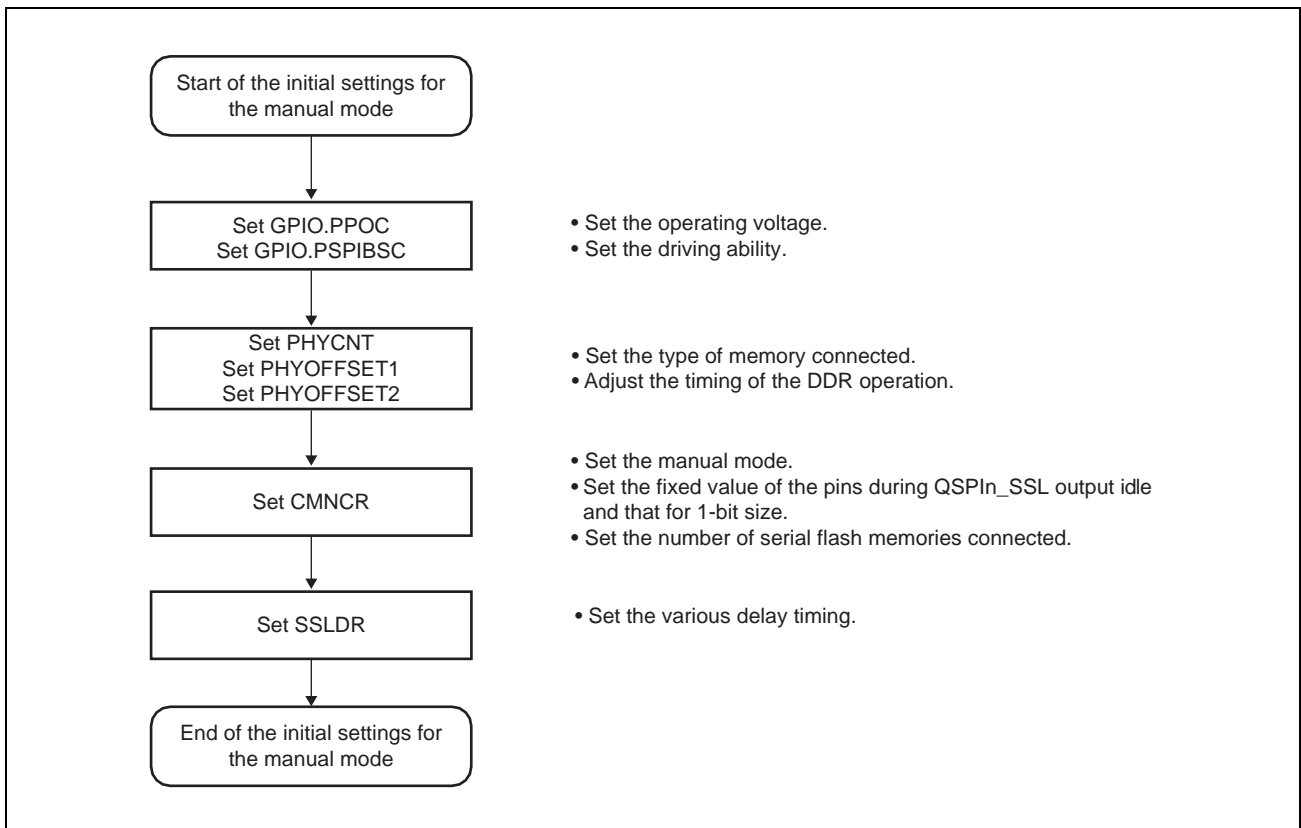 Start of the initial settings for
the manual mode
Set GPIO.PPOC
Set GPIO.PSPIBSC
• Set the operating voltage.
• Set the driving ability.
Set PHYCNT
Set PHYOFFSET1
Set PHYOFFSET2
• Set the type of memory connected.
• Adjust the timing of the DDR operation.
Set CMNCR
• Set the manual mode.
• Set the fixed value of the pins during QSPIn_SSL output idle
and that for 1-bit size.
• Set the number of serial flash memories connected.
Set SSLDR
• Set the various delay timing.
End of the initial settings for
the manual mode